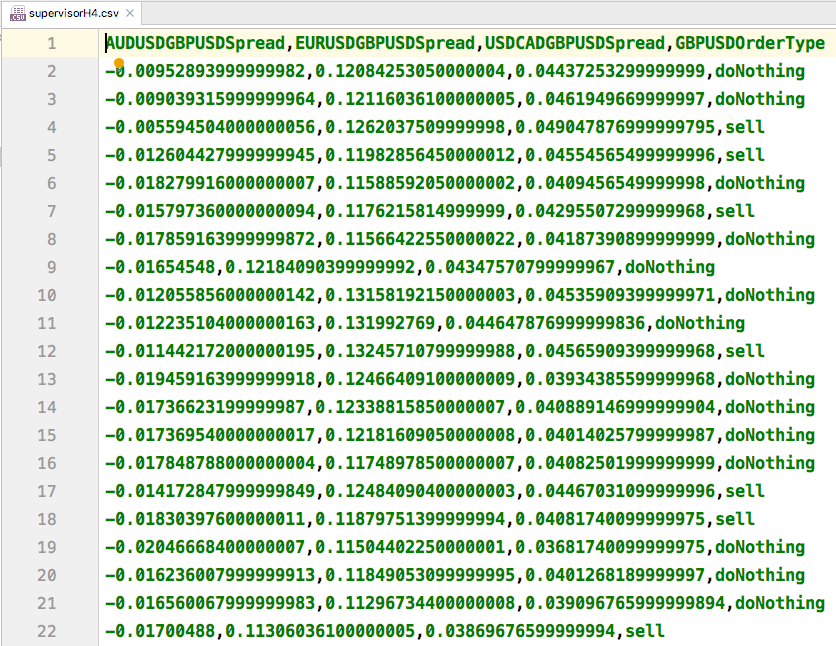 supervisorH4.csv
1 AUDUSDGBPUSDSpread,EURUSDGBPUSDSpread,USDCADGBPUSDSpread,GBPUSDOrderType
2 -0.00952893999999982,0.12084253050000004,0.04437253299999999,doNothing
3 -0.009039315999999964,0.12116036100000005,0.0461949669999997,doNothing
4 -0.005594504000000056,0.1262037509999998,0.049047876999999795,sell
5 -0.012604427999999945,0.11982856450000012,0.04554565499999996,sell
6 -0.018279916000000007,0.11588592050000002,0.0409456549999998,doNothing
7 -0.015797360000000094,0.1176215814999999,0.04295507299999968,sell
8 -0.017859163999999872,0.11566422550000022,0.04187390899999999,doNothing
9 -0.01654548,0.12184090399999992,0.04347570799999967,doNothing
10 -0.012055856000000142,0.13158192150000003,0.04535909399999971,doNothing
11 -0.012235104000000163,0.131992769,0.044647876999999836,doNothing
12 -0.011442172000000195,0.13245710799999988,0.04565909399999968,sell
13 -0.019459163999999918,0.12466409100000009,0.03934385599999968,doNothing
14 -0.01736623199999987,0.12338815850000007,0.040889146999999904,doNothing
15 -0.017369540000000017,0.12181609050000008,0.04014025799999987,doNothing
16 -0.017848788000000004,0.11748978500000007,0.04082501999999999,doNothing
17 -0.014172847999999849,0.12484090400000003,0.04467031099999996,sell
18 -0.01830397600000011,0.11879751399999994,0.04081740099999975,sell
19 -0.02046668400000007,0.11504402250000001,0.03681740099999975,doNothing
20 -0.016236007999999913,0.11849053099999995,0.0401268189999997,doNothing
21 -0.016560067999999983,0.11296734400000008,0.039096765999999894,doNothing
22 -0.01700488,0.11306036100000005,0.03869676599999994,sell